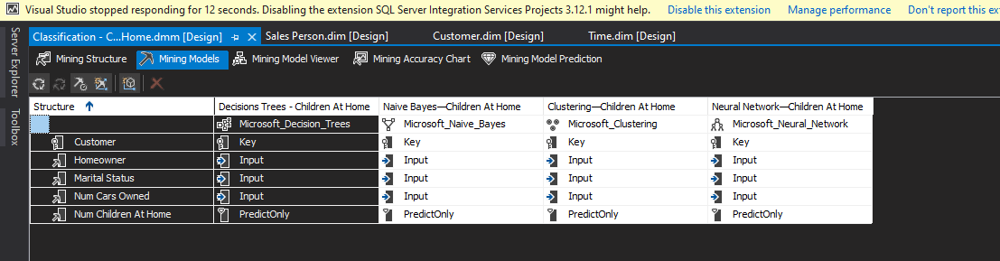 Visual Studio stopped responding for 12 seconds. Disabling the extension SQL Server Integration Services Projects 3.12.1 might help. Disable this extension Manage performance Don't report this ex
Classification - C...Home.dmm [Design] Sales Person.dim [Design] Customer.dim [Design] Time.dim [Design]
Server Explorer
Toolbox
Mining Structure Mining Models Mining Model Viewer Mining Accuracy Chart Mining Model Prediction
Structure Decisions Trees - Children At Home Naive Bayes—Children At Home Clustering—Children At Home Neural Network—Children At Home
Microsoft_Decision_Trees Microsoft_Naive_Bayes Microsoft_Clustering Microsoft_Neural_Network
Customer Key Key Key Key
Homeowner Input Input Input Input
Marital Status Input Input Input Input
Num Cars Owned Input Input Input Input
Num Children At Home PredictOnly PredictOnly PredictOnly PredictOnly